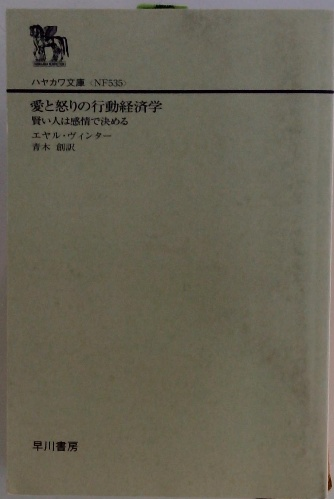 ハヤカワ文庫〈NF535〉
愛と怒りの行動経済学
賢い人は感情で決める
エヤル・ヴィンター
青木 創訳
早川書房